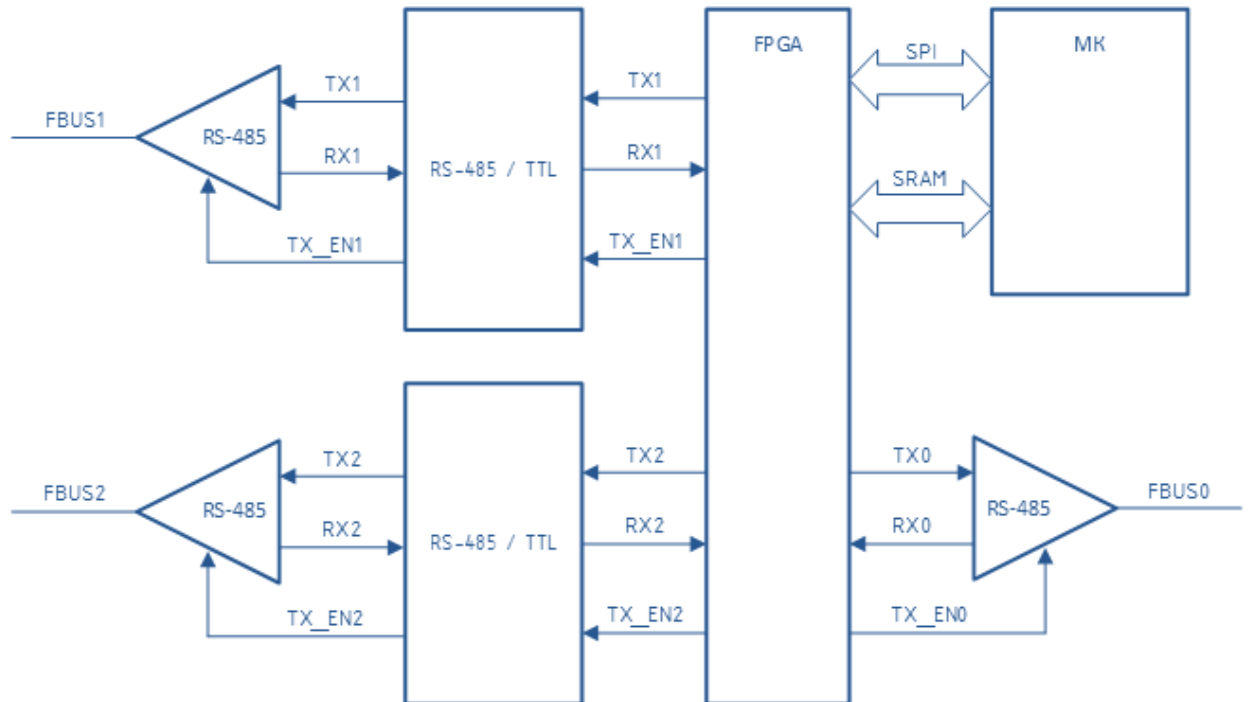 FPGA
MK
SPI
TX1
TX1
FBUS1
RS-485
RS-485 / TTL
RX1
RX1
SRAM
TX_EN1
TX_EN1
TX2
TX2
TX0
FBUS2
RS-485
FBUS0
RS-485
RX2
RS-485 / TTL
RX2
RX0
TX_EN2
TX_EN2
TX_EN0